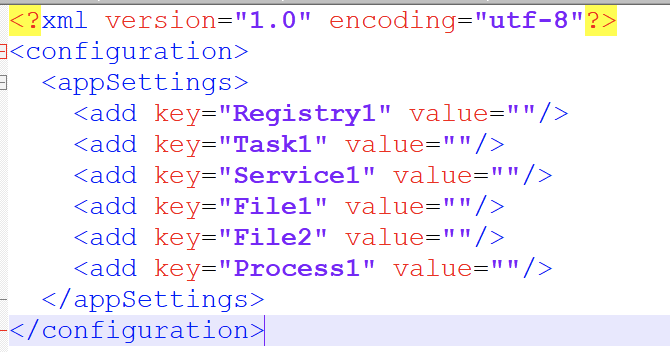 <?xml version="1.0" encoding="utf-8"?>
<configuration>
  <appSettings>
    <add key="Registry1" value=""/>
    <add key="Task1" value=""/>
    <add key="Service1" value=""/>
    <add key="File1" value=""/>
    <add key="File2" value=""/>
    <add key="Process1" value=""/>
  </appSettings>
</configuration>